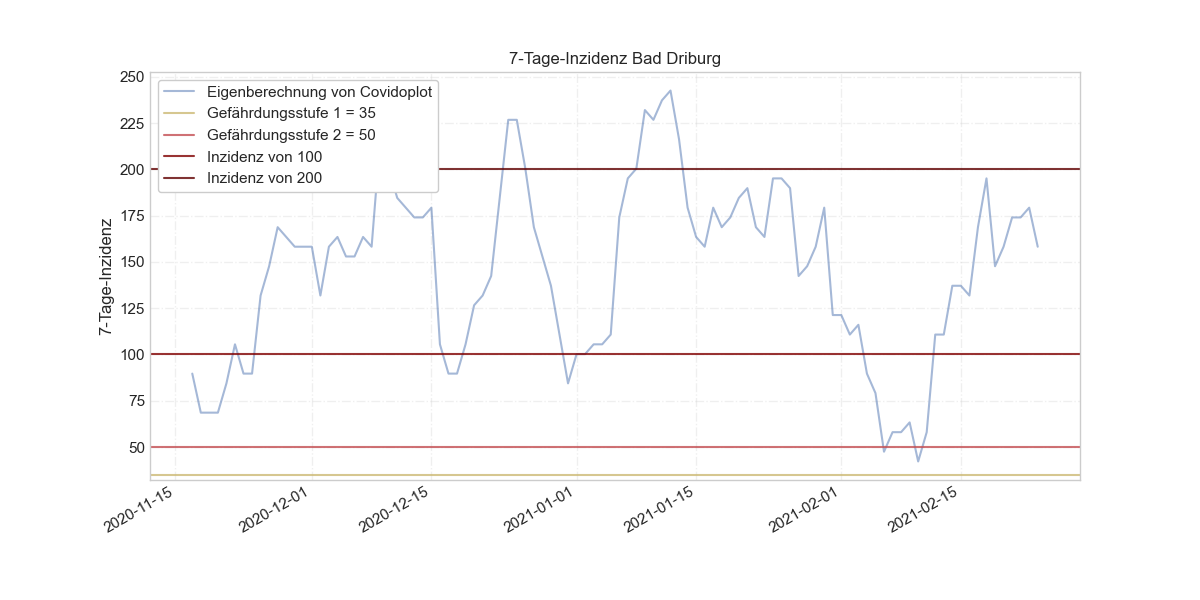 7-Tage-Inzidenz Bad Driburg
250
225
200
175
150
125
100
75
50
7-Tage-Inzidenz
Eigenberechnung von Covidoplot
Gefährdungsstufe 1 = 35
Gefährdungsstufe 2 = 50
Inzidenz von 100
Inzidenz von 200
2020-11-15
2020-12-01
2020-12-15
2021-01-01
2021-01-15
2021-02-01
2021-02-15